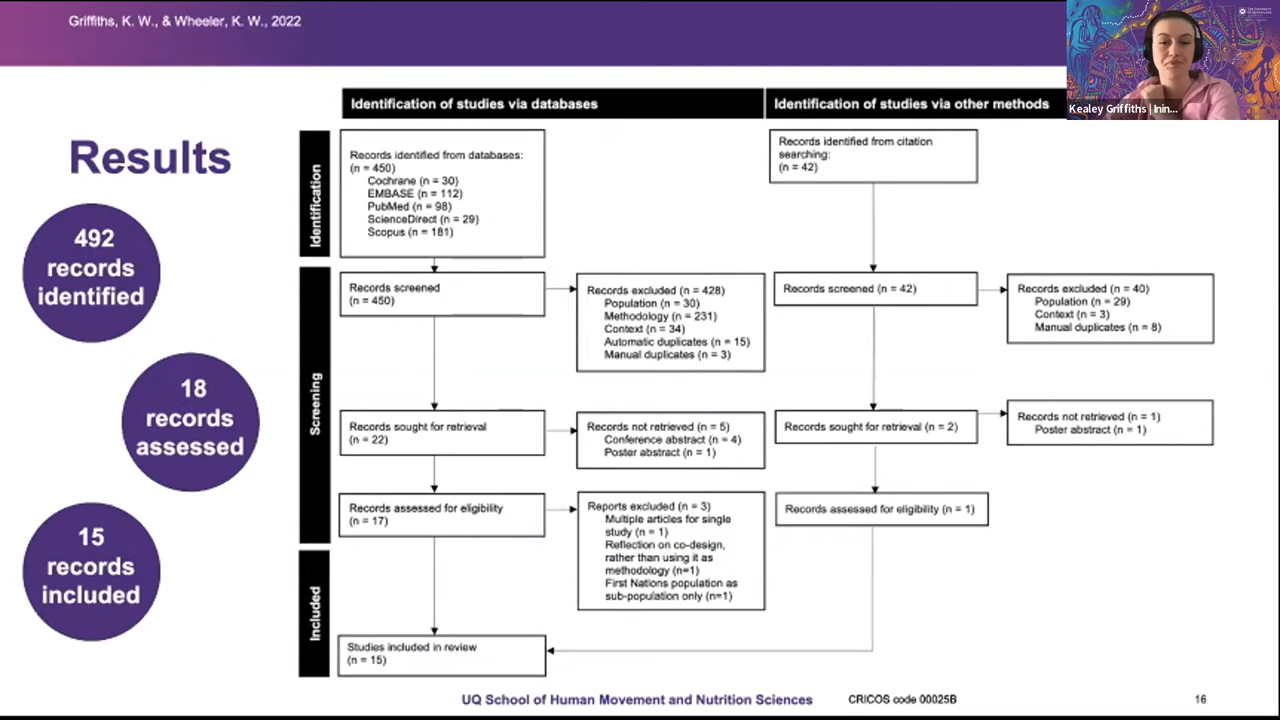 Griffiths, K. W., & Wheeler, K. W., 2022
Kealey Griffiths | Inin...
Results
492
records
identified
18
records
assessed
15
records
included
Identification of studies via databases
Identification of studies via other methods
Identification
Records identified from databases:
(n = 450)
Cochrane (n = 30)
EMBASE (n = 112)
PubMed (n = 98)
ScienceDirect (n = 29)
Scopus (n = 181)
Records identified from citation
searching:
(n = 42)
Screening
Records screened
(n = 450)
Records excluded (n = 428)
Population (n = 30)
Methodology (n = 231)
Context (n = 34)
Automatic duplicates (n = 15)
Manual duplicates (n = 3)
Records screened (n = 42)
Records excluded (n = 40)
Population (n = 29)
Context (n = 3)
Manual duplicates (n = 8)
Records sought for retrieval
(n = 22)
Records not retrieved (n = 5)
Conference abstract (n = 4)
Poster abstract (n = 1)
Records sought for retrieval (n = 2)
Records not retrieved (n = 1)
Poster abstract (n = 1)
Records assessed for eligibility
(n = 17)
Reports excluded (n = 3)
Multiple articles for single
study (n = 1)
Reflection on co-design,
rather than using it as
methodology (n=1)
First Nations population as
sub-population only (n=1)
Records assessed for eligibility (n = 1)
Included
Studies included in review
(n = 15)
UQ School of Human Movement and Nutrition Sciences
CRICOS code 00025B
16